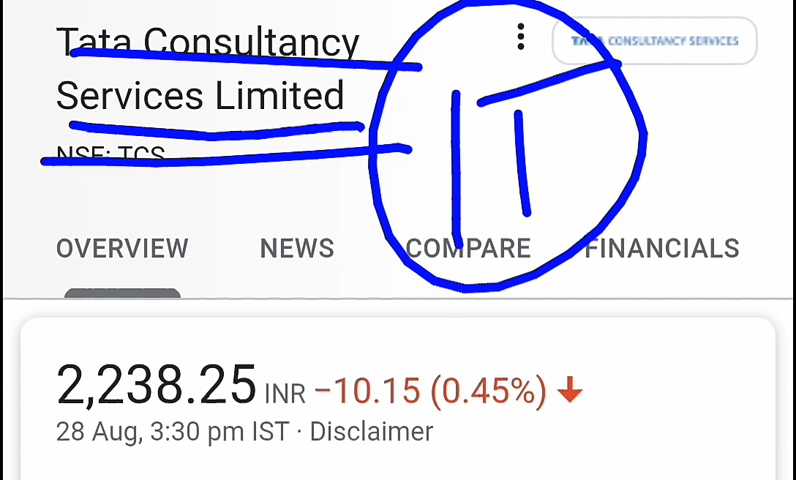 Tata Consultancy
TATA CONSULTANCY SERVICES
Services Limited
NSE: TCS
IT
OVERVIEW NEWS COMPARE FINANCIALS
2,238.25 INR −10.15 (0.45%) ↓
28 Aug, 3:30 pm IST · Disclaimer